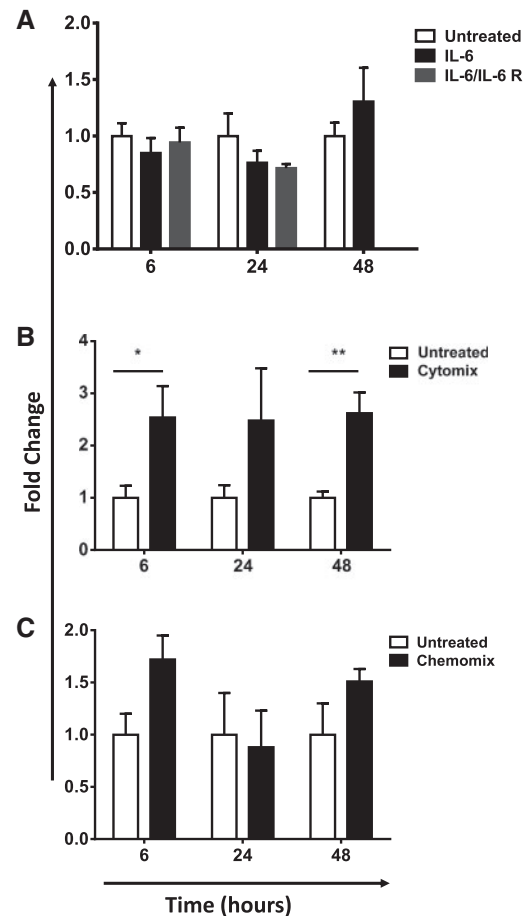 A
2.0
1.5
1.0
0.5
0.0
6 24 48
Untreated
IL-6
IL-6/IL-6 R
B
4
3
2
1
0
* **
6 24 48
Untreated
Cytomix
Fold Change
C
2.0
1.5
1.0
0.5
0.0
6 24 48
Untreated
Chemomix
Time (hours)